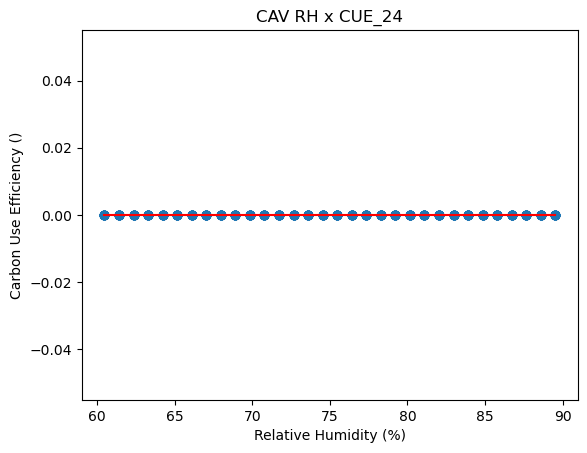 CAV RH x CUE_24
Carbon Use Efficiency ()
0.04
0.02
0.00
−0.02
−0.04
60 65 70 75 80 85 90
Relative Humidity (%)